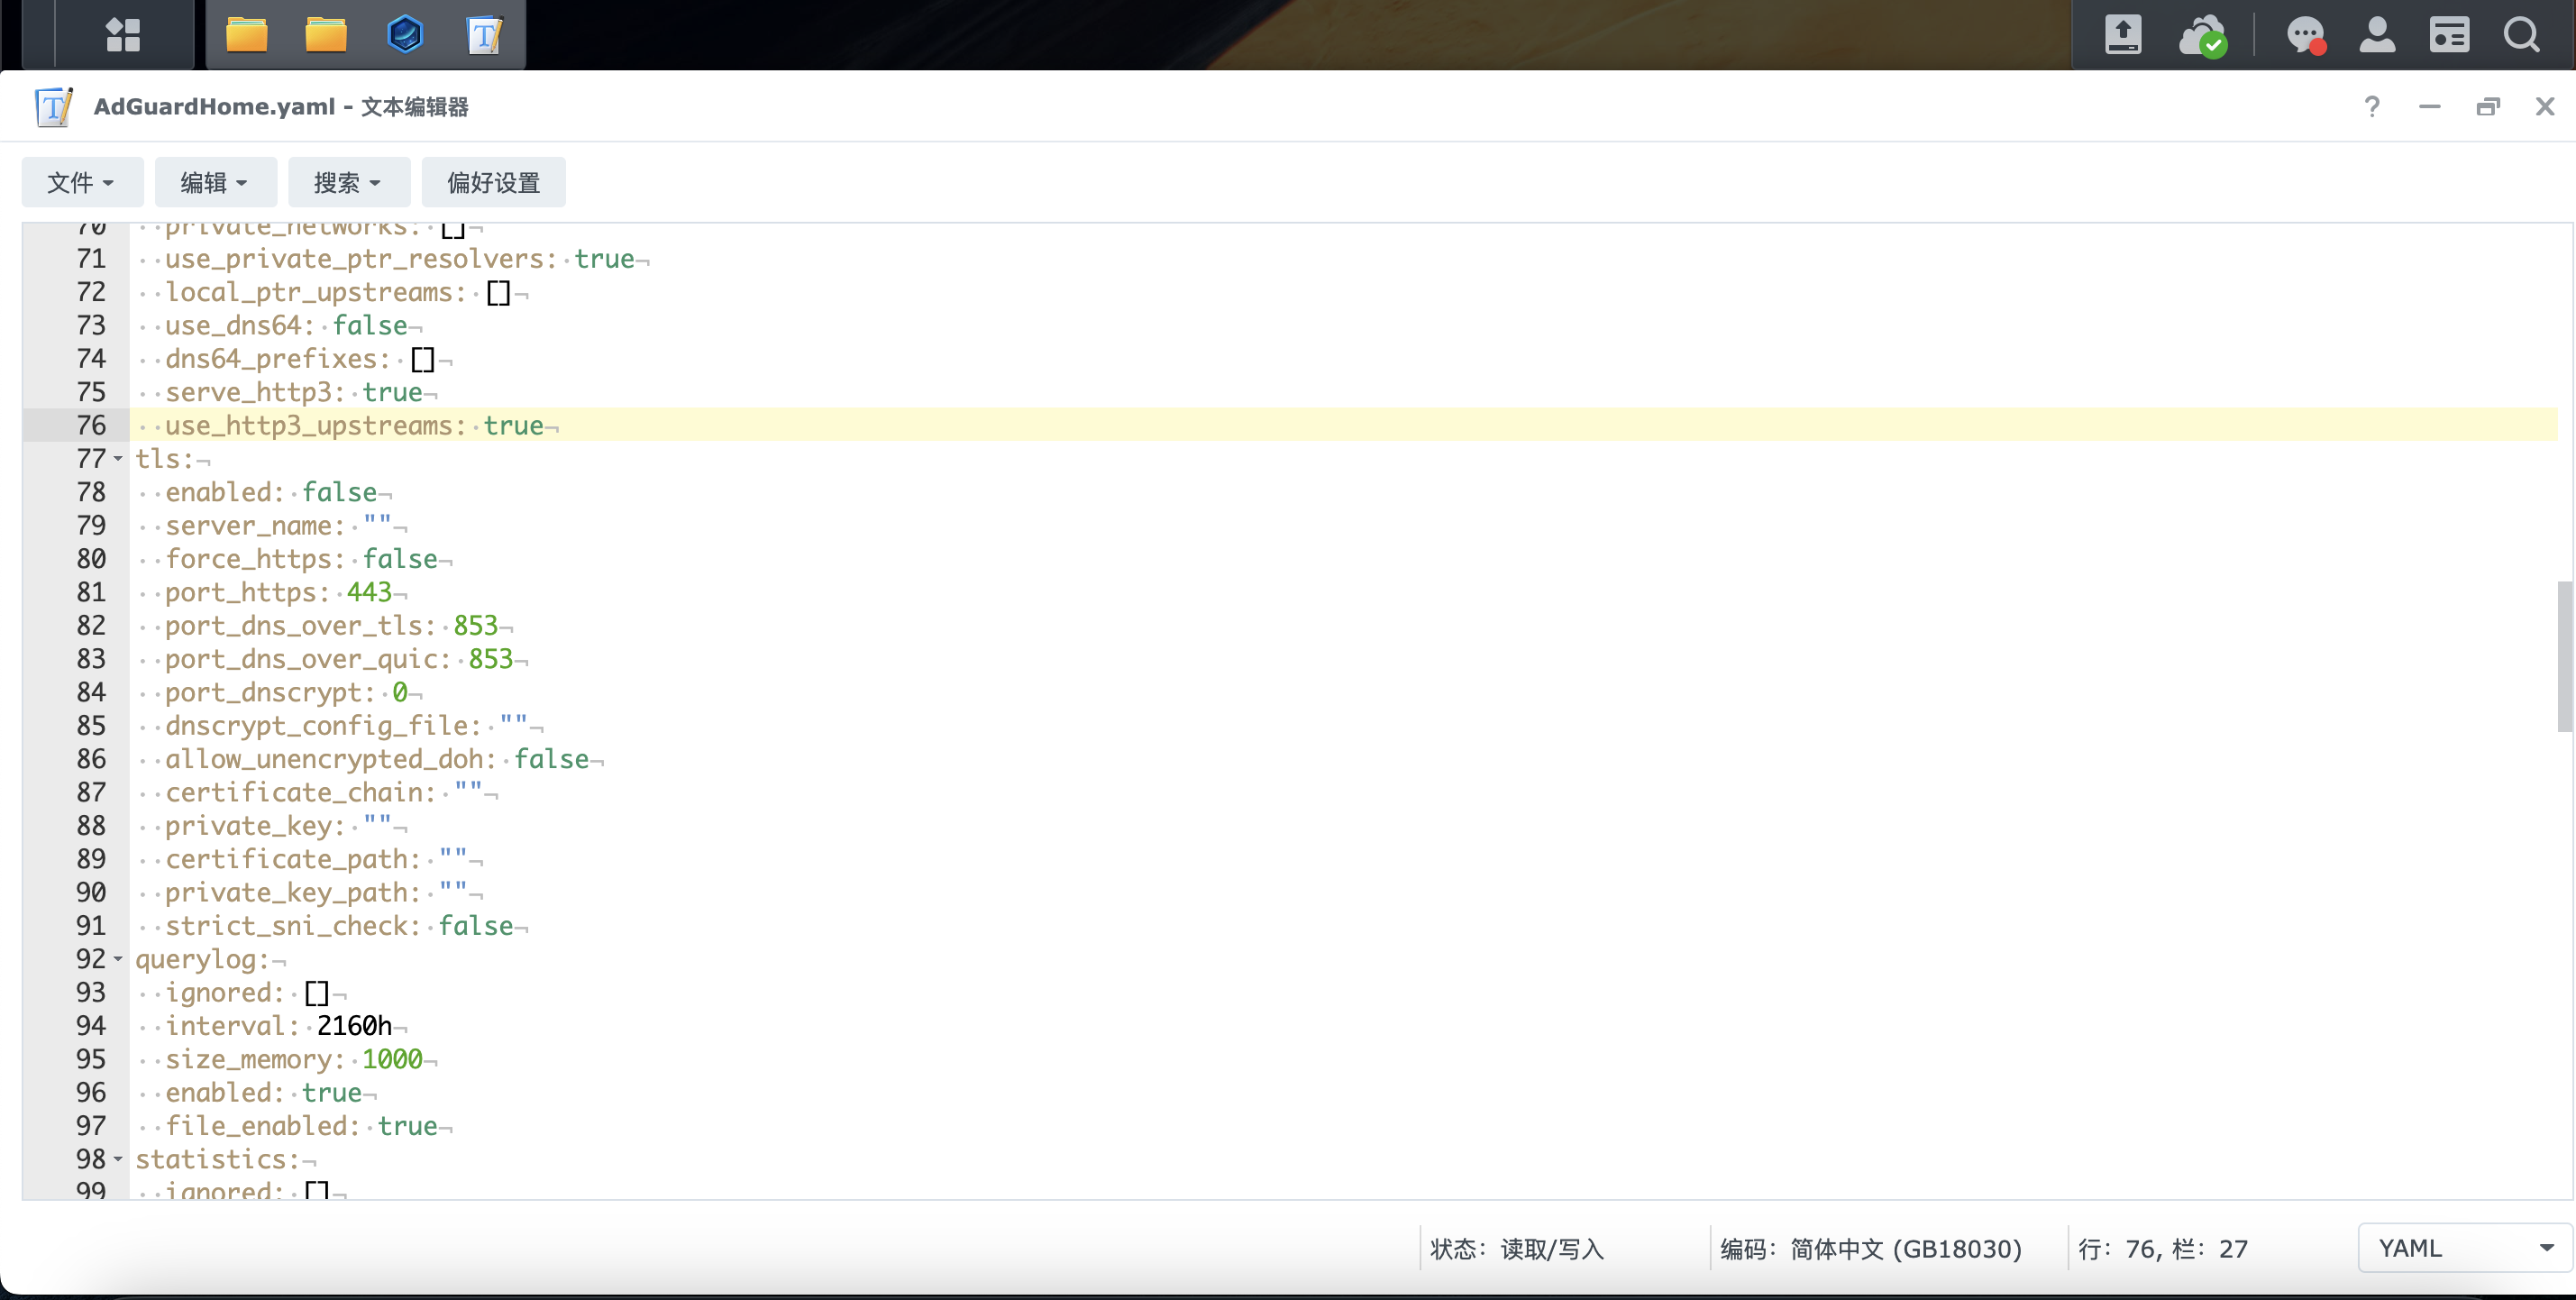 AdGuardHome.yaml - 文本编辑器
文件 编辑 搜索 偏好设置
70 private_networks: []
71 use_private_ptr_resolvers: true
72 local_ptr_upstreams: []
73 use_dns64: false
74 dns64_prefixes: []
75 serve_http3: true
76 use_http3_upstreams: true
77 tls:
78 enabled: false
79 server_name: ""
80 force_https: false
81 port_https: 443
82 port_dns_over_tls: 853
83 port_dns_over_quic: 853
84 port_dnscrypt: 0
85 dnscrypt_config_file: ""
86 allow_unencrypted_doh: false
87 certificate_chain: ""
88 private_key: ""
89 certificate_path: ""
90 private_key_path: ""
91 strict_sni_check: false
92 querylog:
93 ignored: []
94 interval: 2160h
95 size_memory: 1000
96 enabled: true
97 file_enabled: true
98 statistics:
99 ignored: []
状态：读取/写入 编码：简体中文 (GB18030) 行：76, 栏：27 YAML